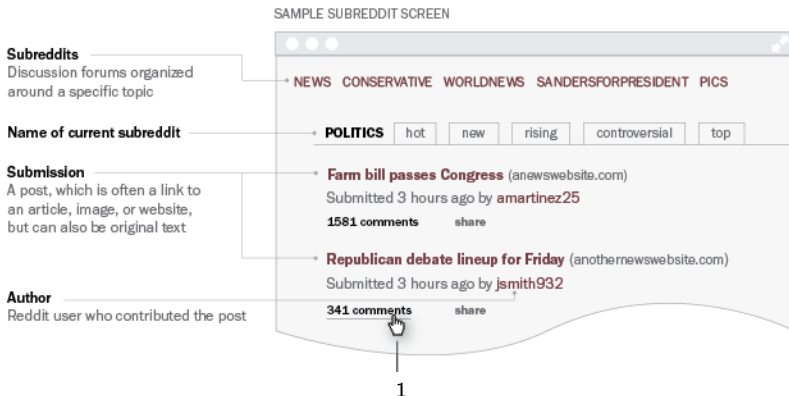 SAMPLE SUBREDDIT SCREEN
Subreddits
Discussion forums organized
around a specific topic
NEWS CONSERVATIVE WORLDNEWS SANDERSFORPRESIDENT PICS
Name of current subreddit
POLITICS hot new rising controversial top
Submission
A post, which is often a link to
an article, image, or website,
but can also be original text
Farm bill passes Congress (anewswebsite.com)
Submitted 3 hours ago by amartinez25
1581 comments share
Republican debate lineup for Friday (anothernewswebsite.com)
Submitted 3 hours ago by jsmith932
Author
Reddit user who contributed the post
341 comments share
1